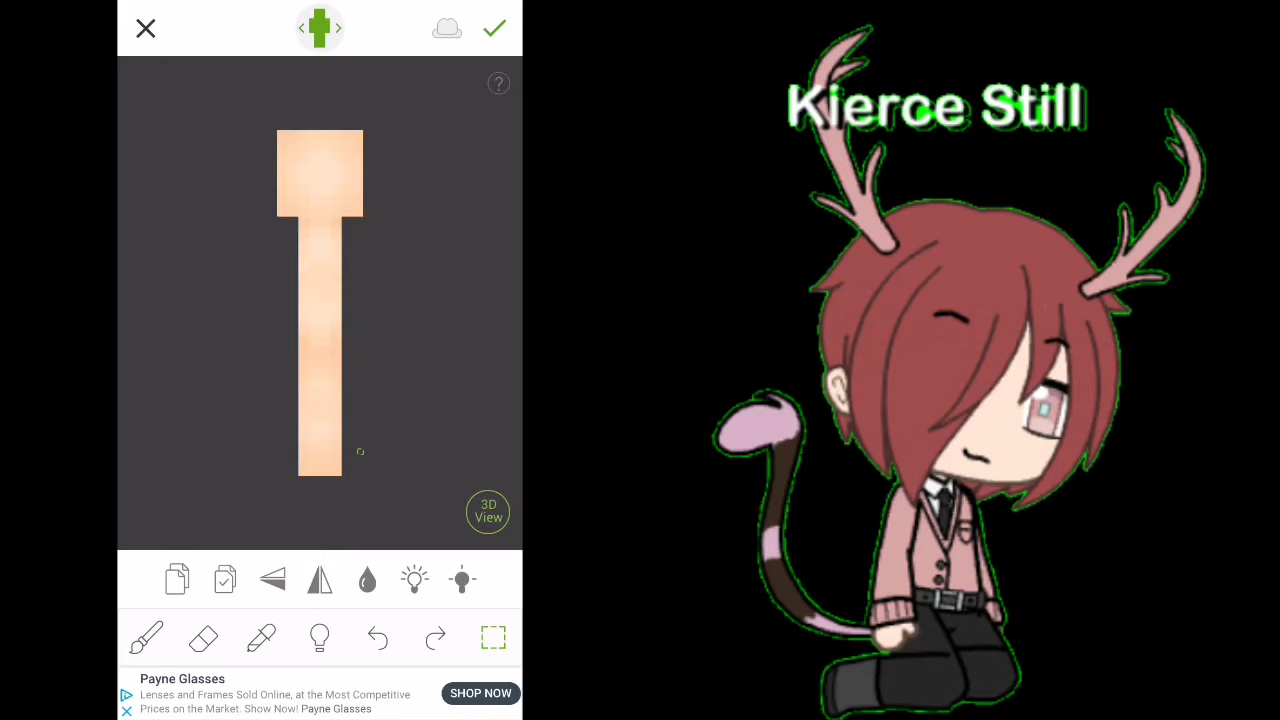 Kierce Still
?
3D
View
Payne Glasses
Lenses and Frames Sold Online, at the Most Competitive
Prices on the Market. Show Now! Payne Glasses
SHOP NOW